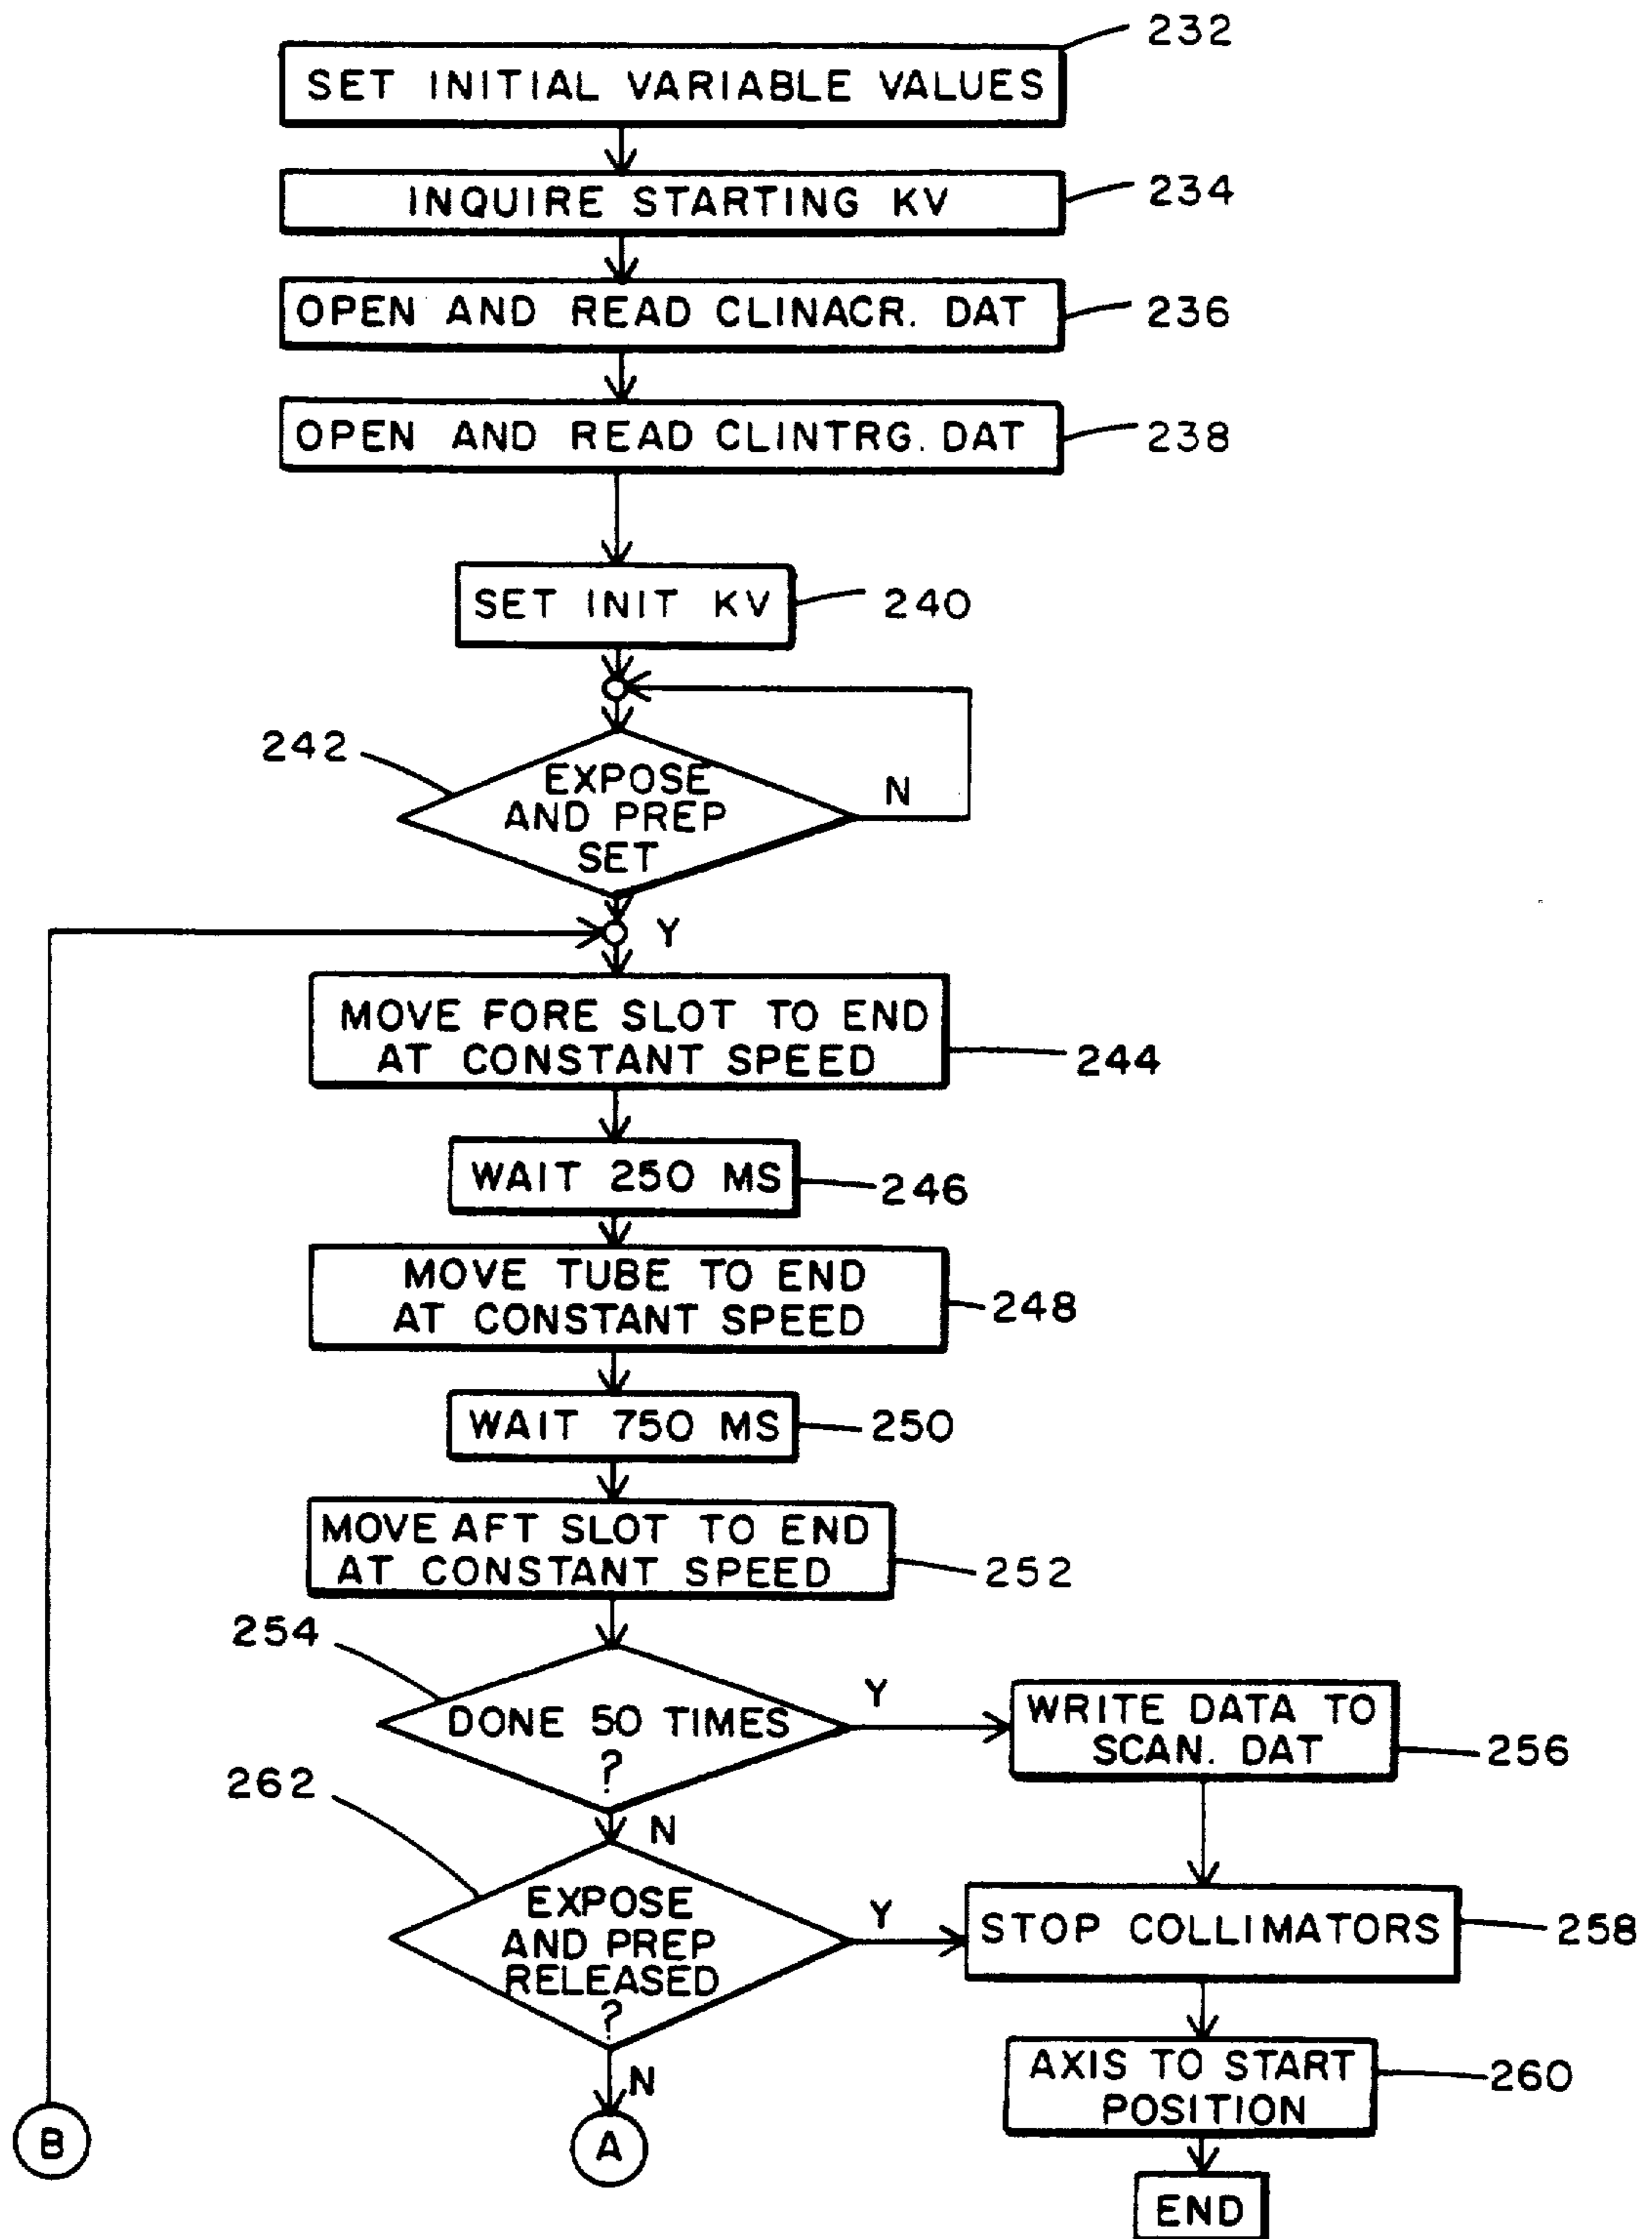 232
SET INITIAL VARIABLE VALUES
INQUIRE STARTING KV
234
OPEN AND READ CLINACR. DAT
236
OPEN AND READ CLINTRG. DAT
238
SET INIT KV
240
242
EXPOSE
AND PREP
SET
N
Y
MOVE FORE SLOT TO END
AT CONSTANT SPEED
244
WAIT 250 MS
246
MOVE TUBE TO END
AT CONSTANT SPEED
248
WAIT 750 MS
250
MOVE AFT SLOT TO END
AT CONSTANT SPEED
252
254
DONE 50 TIMES
?
Y
WRITE DATA TO
SCAN. DAT
256
262
N
EXPOSE
AND PREP
RELEASED
?
Y
STOP COLLIMATORS
258
N
AXIS TO START
POSITION
260
B
A
END